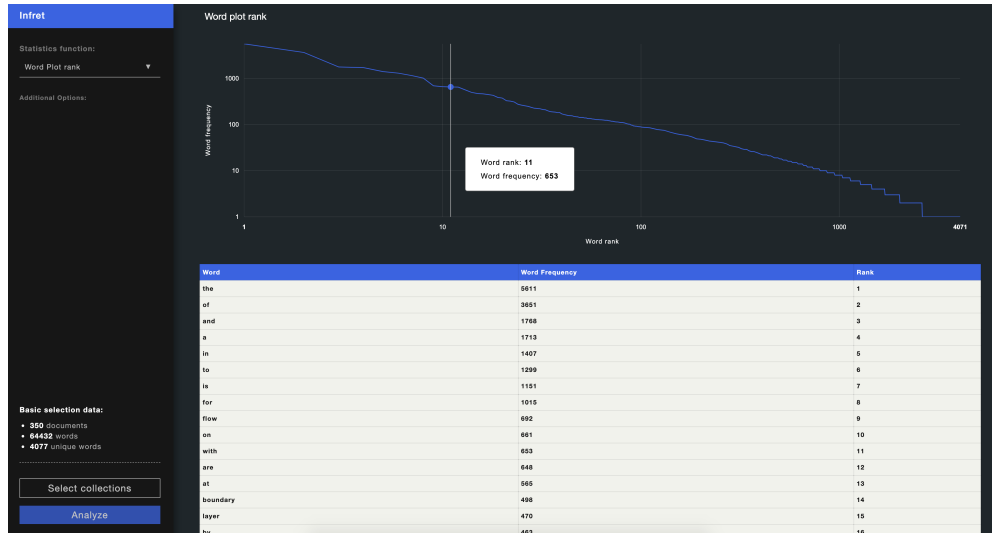 Infret
Statistics function:
Word Plot rank ▼
Additional Options:
Basic selection data:
• 350 documents
• 64432 words
• 4077 unique words
Select collections
Analyze
Word plot rank
Word frequency
1000
100
10
1
1 10 100 1000 4071
Word rank
Word rank: 11
Word frequency: 653
Word Word Frequency Rank
the 5611 1
of 3651 2
and 1768 3
a 1713 4
in 1407 5
to 1299 6
is 1151 7
for 1015 8
flow 692 9
on 661 10
with 653 11
are 648 12
at 565 13
boundary 498 14
layer 470 15
by 463 16